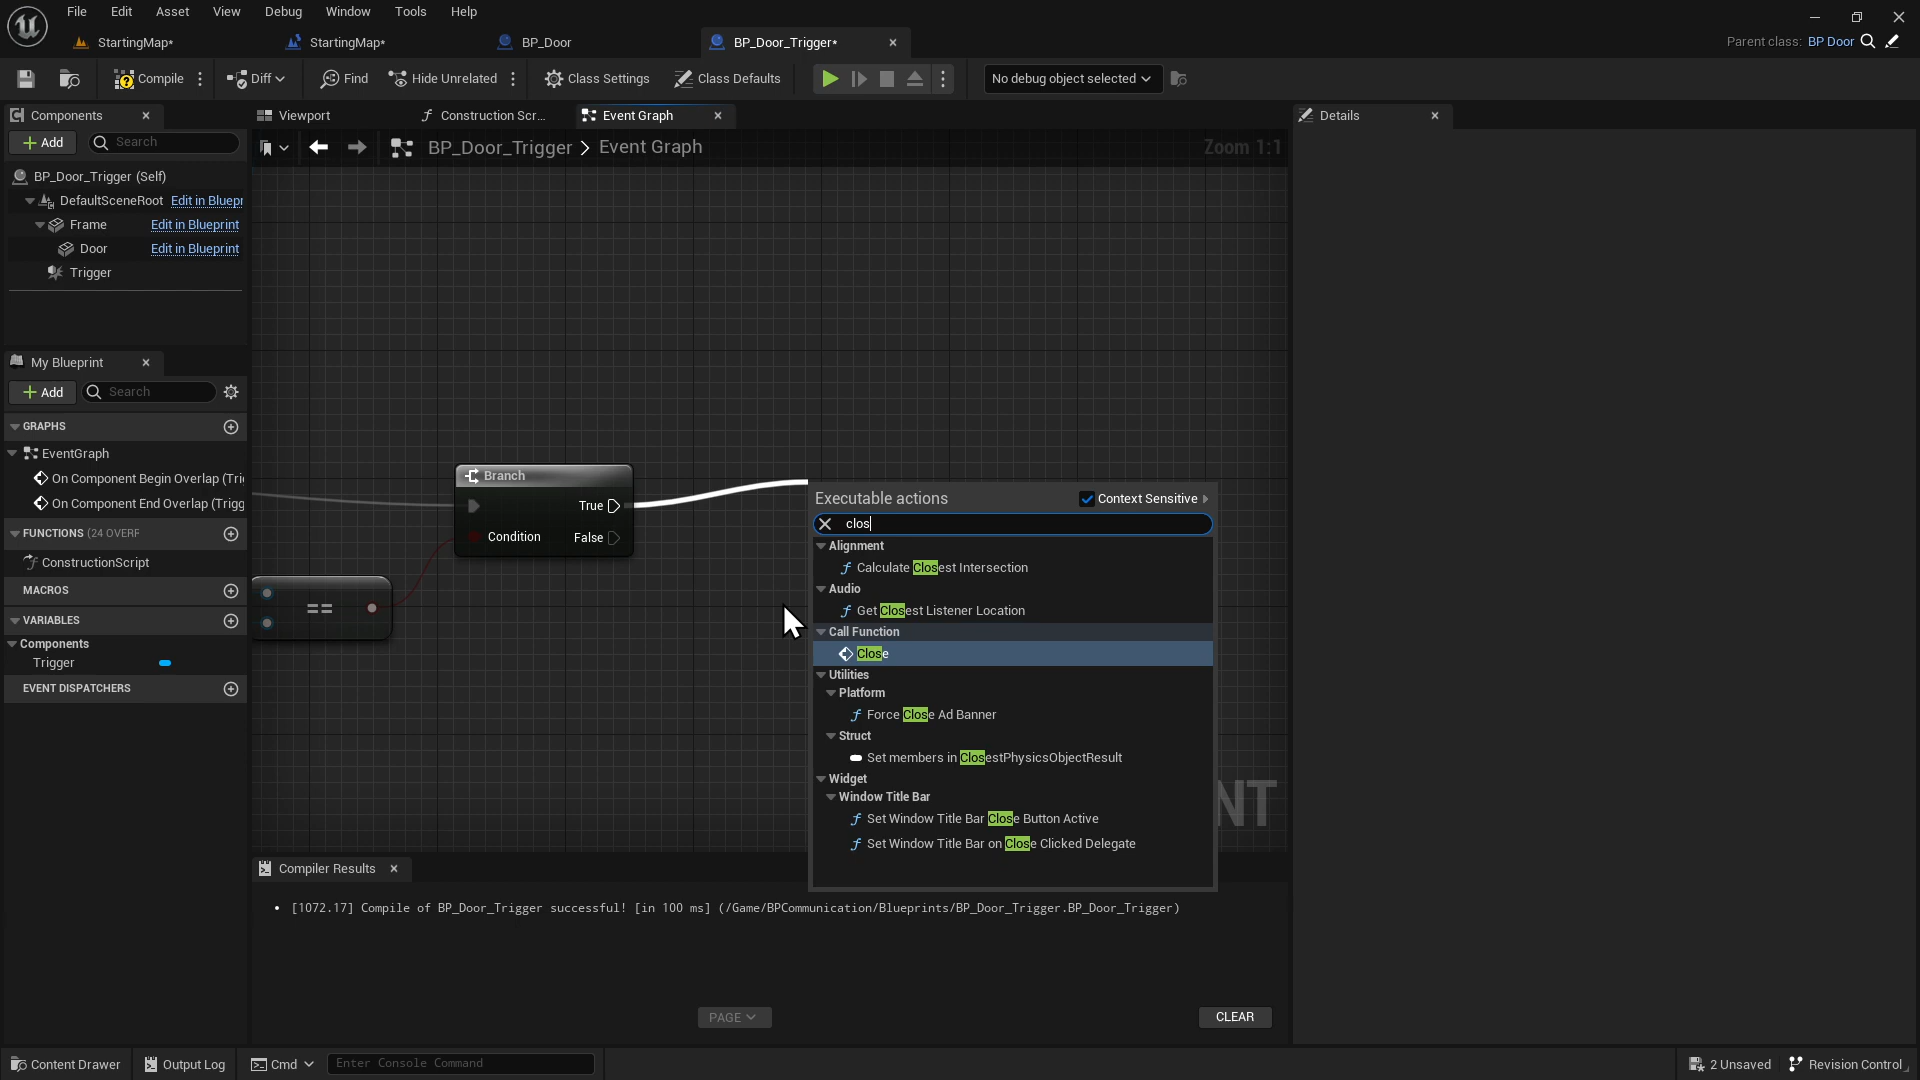 File Edit Asset View Debug Window Tools Help
StartingMap* StartingMap* BP_Door BP_Door_Trigger*
Parent class: BP Door
Compile Diff Find Hide Unrelated Class Settings Class Defaults No debug object selected
Components
Add Search
BP_Door_Trigger (Self)
DefaultSceneRoot Edit in Bluepr
Frame Edit in Blueprint
Door Edit in Blueprint
Trigger
My Blueprint
Add Search
GRAPHS
EventGraph
On Component Begin Overlap (Tri
On Component End Overlap (Trigg
FUNCTIONS (24 OVERF
ConstructionScript
MACROS
VARIABLES
Components
Trigger
EVENT DISPATCHERS
Viewport Construction Scr... Event Graph
BP_Door_Trigger > Event Graph
Zoom 1:1
Branch
True
Condition False
==
Executable actions Context Sensitive
clos
Alignment
Calculate Closest Intersection
Audio
Get Closest Listener Location
Call Function
Close
Utilities
Platform
Force Close Ad Banner
Struct
Set members in ClosestPhysicsObjectResult
Widget
Window Title Bar
Set Window Title Bar Close Button Active
Set Window Title Bar on Close Clicked Delegate
NT
Compiler Results
• [1072.17] Compile of BP_Door_Trigger successful! [in 100 ms] (/Game/BPCommunication/Blueprints/BP_Door_Trigger.BP_Door_Trigger)
PAGE CLEAR
Details
Content Drawer Output Log Cmd Enter Console Command 2 Unsaved Revision Control